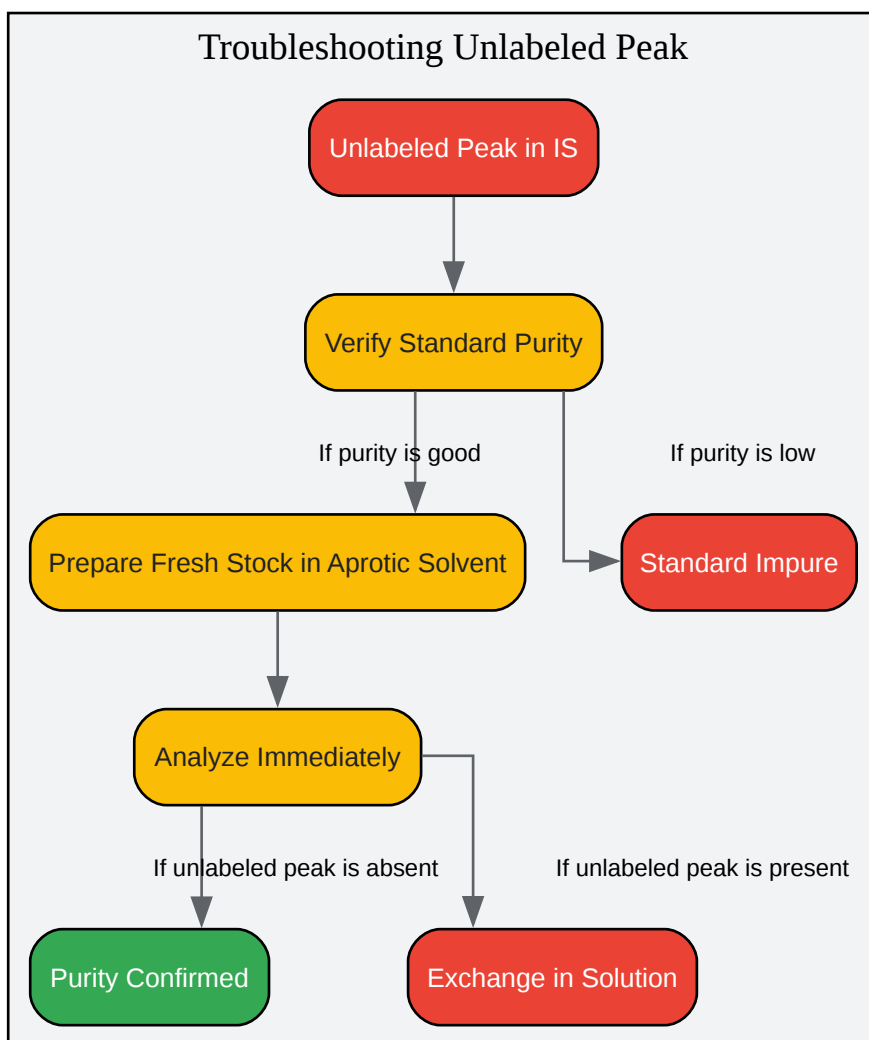 Troubleshooting Unlabeled Peak
Unlabeled Peak in IS
Verify Standard Purity
If purity is good
If purity is low
Prepare Fresh Stock in Aprotic Solvent
Standard Impure
Analyze Immediately
If unlabeled peak is absent
If unlabeled peak is present
Purity Confirmed
Exchange in Solution